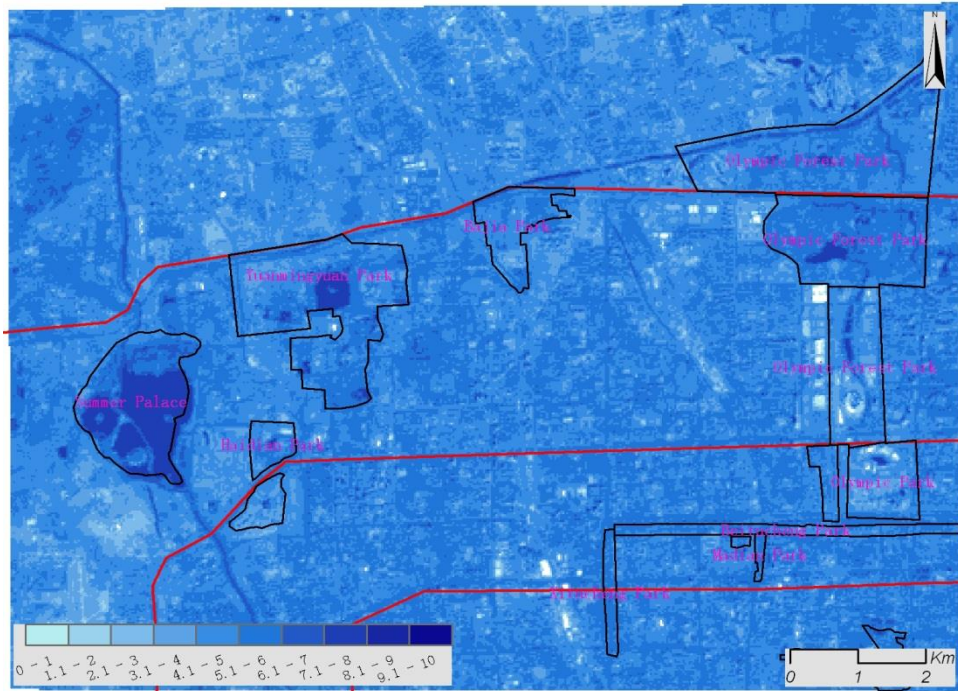 N
Olympic Forest Park
Olympic Forest Park
Yuanmingyuan Park
Olympic Forest Park
Summer Palace
Haidian Park
Olympic Park
Madian Park
0 - 1
1.1 - 2
2.1 - 3
3.1 - 4
4.1 - 5
5.1 - 6
6.1 - 7
7.1 - 8
8.1 - 9
9.1 - 10
0 1 2 Km